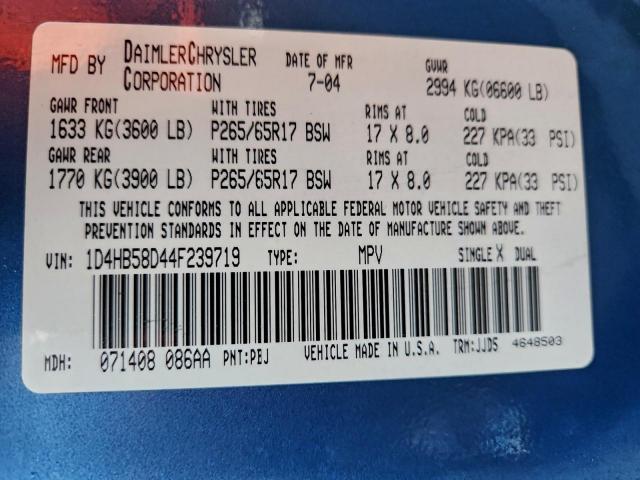 MFD BY DAIMLERCHRYSLER CORPORATION DATE OF MFR 7-04 GVWR 2994 KG(06600 LB)
GAWR FRONT WITH TIRES RIMS AT COLD
1633 KG(3600 LB) P265/65R17 BSW 17 X 8.0 227 KPA(33 PSI)
GAWR REAR WITH TIRES RIMS AT COLD
1770 KG(3900 LB) P265/65R17 BSW 17 X 8.0 227 KPA(33 PSI)
THIS VEHICLE CONFORMS TO ALL APPLICABLE FEDERAL MOTOR VEHICLE SAFETY AND THEFT
PREVENTION STANDARDS IN EFFECT ON THE DATE OF MANUFACTURE SHOWN ABOVE.
VIN: 1D4HB58D44F239719 TYPE: MPV SINGLE X DUAL
MDH: 071408 086AA PNT:PBJ VEHICLE MADE IN U.S.A. TRM:JJD5 4648503